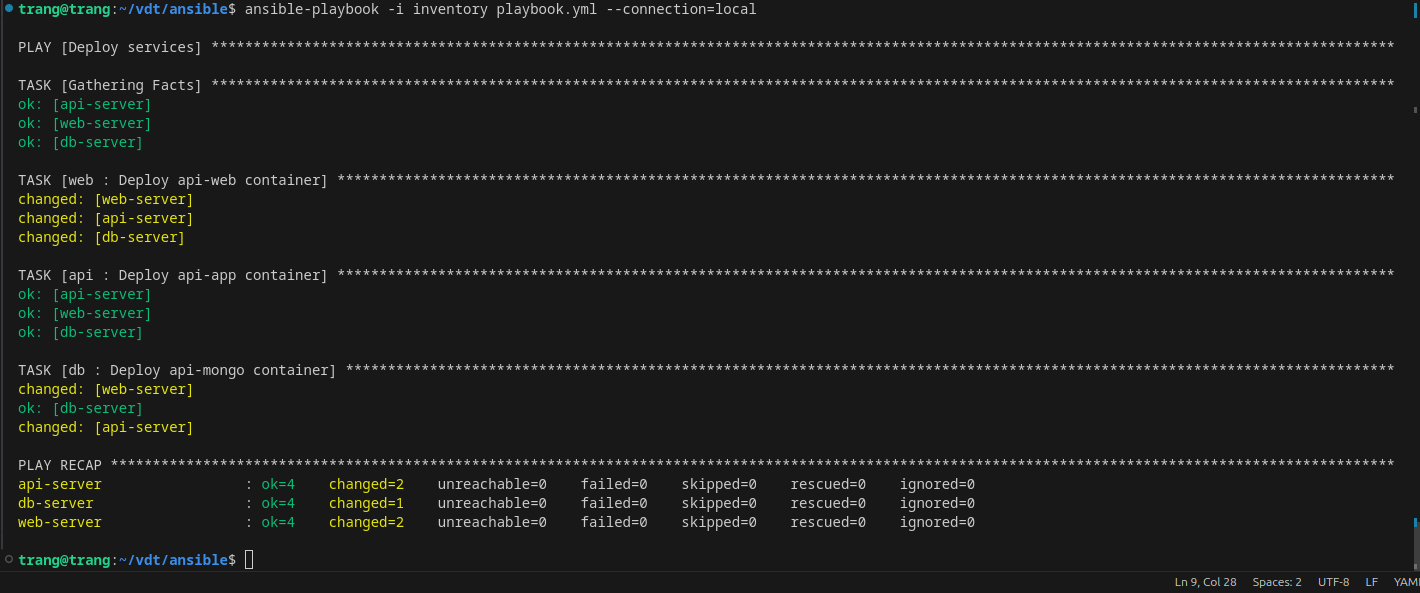 trang@trang:~/vdt/ansible$ ansible-playbook -i inventory playbook.yml --connection=local
PLAY [Deploy services] *********************************************************************************************************************************************
TASK [Gathering Facts] *********************************************************************************************************************************************
ok: [api-server]
ok: [web-server]
ok: [db-server]
TASK [web : Deploy api-web container] ******************************************************************************************************************************
changed: [web-server]
changed: [api-server]
changed: [db-server]
TASK [api : Deploy api-app container] ******************************************************************************************************************************
ok: [api-server]
ok: [web-server]
ok: [db-server]
TASK [db : Deploy api-mongo container] *****************************************************************************************************************************
changed: [web-server]
ok: [db-server]
changed: [api-server]
PLAY RECAP *********************************************************************************************************************************************************
api-server                 : ok=4    changed=2    unreachable=0    failed=0    skipped=0    rescued=0    ignored=0
db-server                  : ok=4    changed=1    unreachable=0    failed=0    skipped=0    rescued=0    ignored=0
web-server                 : ok=4    changed=2    unreachable=0    failed=0    skipped=0    rescued=0    ignored=0
trang@trang:~/vdt/ansible$
Ln 9, Col 28 Spaces: 2 UTF-8 LF